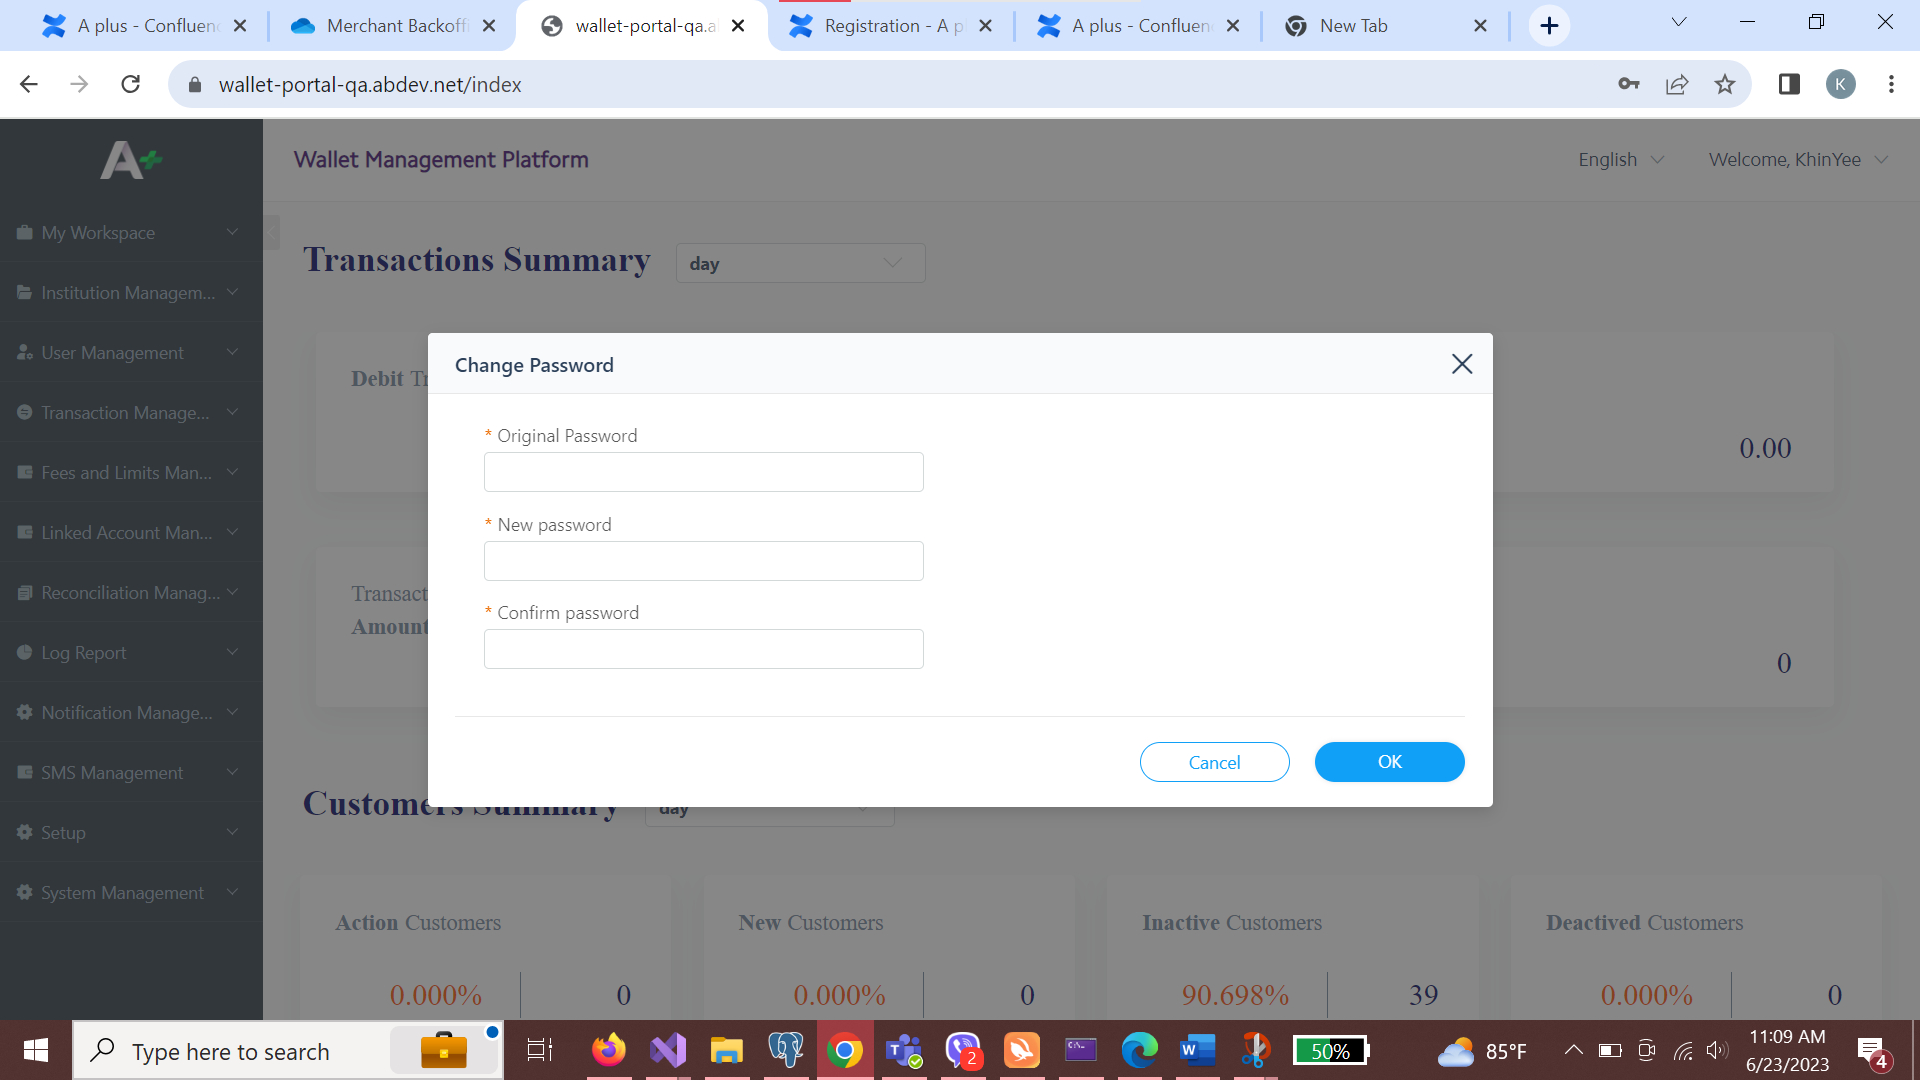 A plus - Confluen
Merchant Backoffi
wallet-portal-qa.a
Registration - A p
A plus - Confluen
New Tab
wallet-portal-qa.abdev.net/index
K
A+
Wallet Management Platform
English
Welcome, KhinYee
My Workspace
Institution Managem...
User Management
Transaction Manage...
Fees and Limits Man...
Linked Account Man...
Reconciliation Manag...
Log Report
Notification Manage...
SMS Management
Setup
System Management
Transactions Summary
day
Debit Tr
0.00
Transact
Amount
0
Change Password
* Original Password
* New password
* Confirm password
Cancel
OK
Customers Summary
day
Action Customers
0.000%
0
New Customers
0.000%
0
Inactive Customers
90.698%
39
Deactived Customers
0.000%
0
Type here to search
2
50%
85°F
11:09 AM
6/23/2023
4